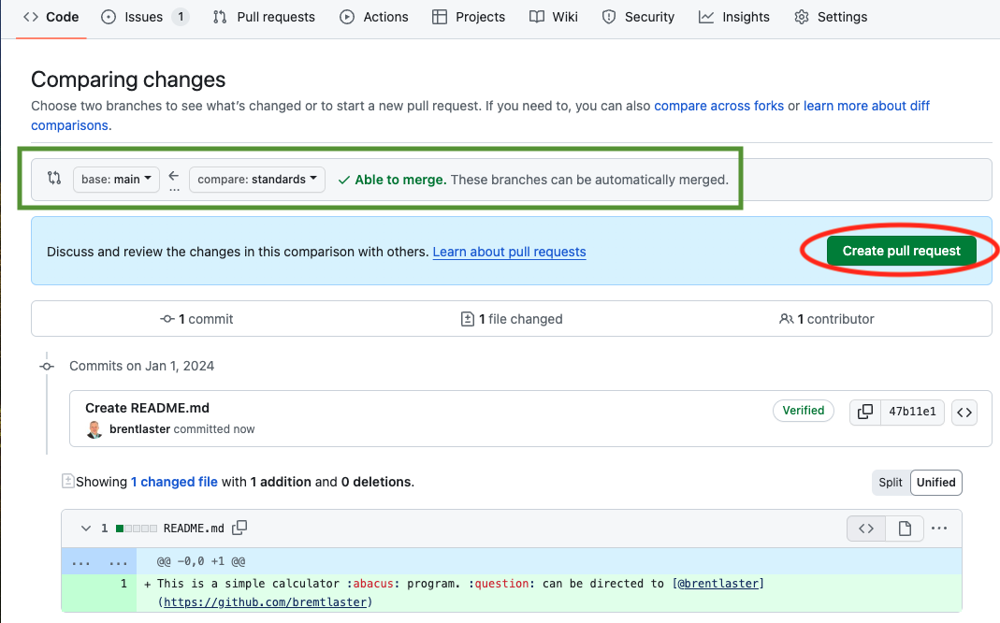 Code Issues 1 Pull requests Actions Projects Wiki Security Insights Settings
Comparing changes
Choose two branches to see what's changed or to start a new pull request. If you need to, you can also compare across forks or learn more about diff
comparisons.
base: main ← ... compare: standards Able to merge. These branches can be automatically merged.
Discuss and review the changes in this comparison with others. Learn about pull requests Create pull request
1 commit 1 file changed 1 contributor
Commits on Jan 1, 2024
Create README.md Verified 47b11e1
brentlaster committed now
Showing 1 changed file with 1 addition and 0 deletions. Split Unified
1 README.md ...
... ... @@ -0,0 +1 @@
1 + This is a simple calculator :abacus: program. :question: can be directed to [@brentlaster]
(https://github.com/bremtlaster)